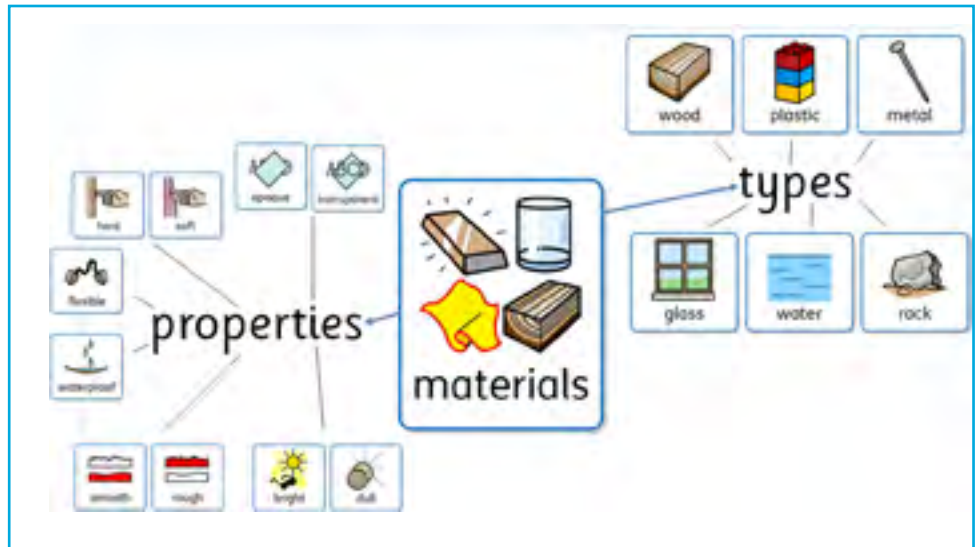 wood plastic metal
types
glass water rock
opaque transparent
hard soft
flexible
properties
waterproof
materials
smooth rough bright dull